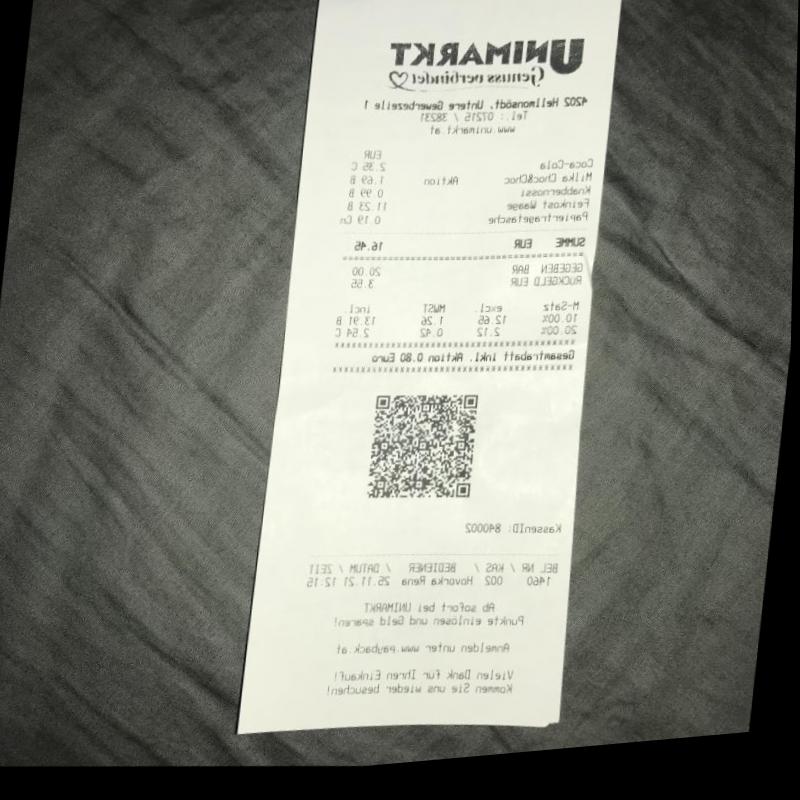 UNIMARKT
Genuss verbindet
4202 Hellmonsödt, Untere Gewerbezeile 1
Tel.: 07215 / 38231
www.unimarkt.at
EUR
Coca-Cola 2.35 C
Milka Choc&Choc Aktion 1.69 B
Knabbernossi 0.99 B
Feinkost Waage 11.23 B
Papiertragetasche 0.19 Cn
SUMME EUR 16.45
GEGEBEN BAR 20.00
RÜCKGELD EUR 3.55
M-Satz excl. MWST incl.
10.00% 12.65 1.26 13.91 B
20.00% 2.12 0.42 2.54 C
Gesamtrabatt inkl. Aktion 0.80 Euro
KassenID: 840002
BEL NR / KAS / BEDIENER / DATUM / ZEIT
1460 002 Hovorka Rena 25.11.21 12:15
Ab sofort bei UNIMARKT
Punkte einlösen und Geld sparen!
Anmelden unter www.payback.at
Vielen Dank für Ihren Einkauf!
Kommen Sie uns wieder besuchen!